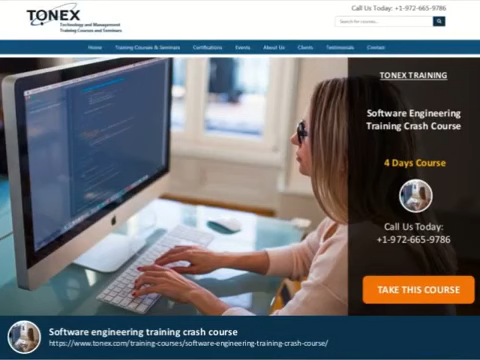 TONEX
Technology and Management
Training Courses and Seminars
Call Us Today: +1-972-665-9786
Search for courses...
Home Training Courses & Seminars Certifications Events About Us Clients Testimonials Contact
TONEX TRAINING
Software Engineering
Training Crash Course
4 Days Course
Call Us Today:
+1-972-665-9786
TAKE THIS COURSE
Software engineering training crash course
https://www.tonex.com/training-courses/software-engineering-training-crash-course/